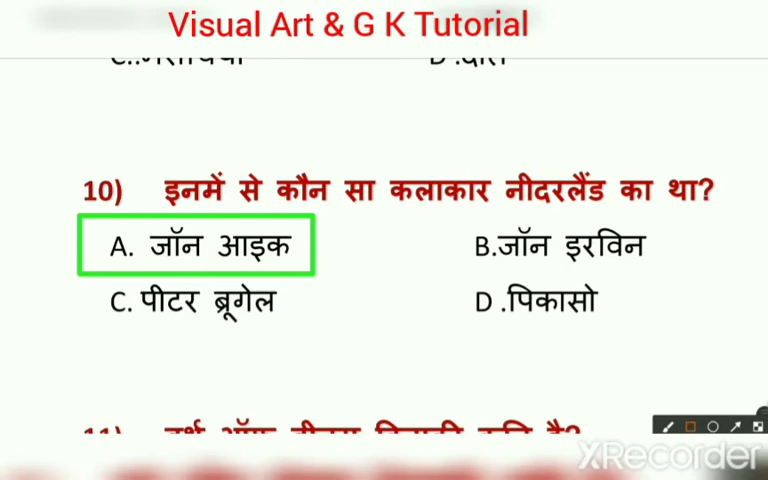 Visual Art & G K Tutorial
10) इनमें से कौन सा कलाकार नीदरलैंड का था?
A. जॉन आइक
B.जॉन इरविन
C. पीटर ब्रूगेल
D .पिकासो
XRecorder